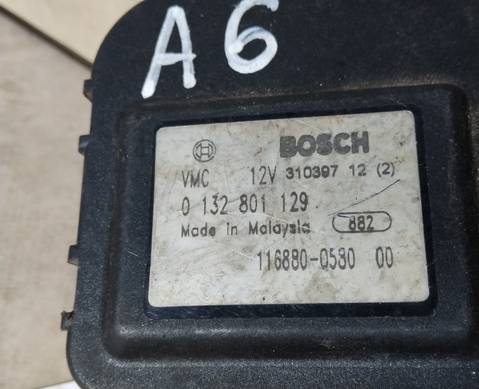 A6
BOSCH
VMC 12V 310397 12 (2)
0 132 801 129
Made in Malaysia 882
116880-0580 00